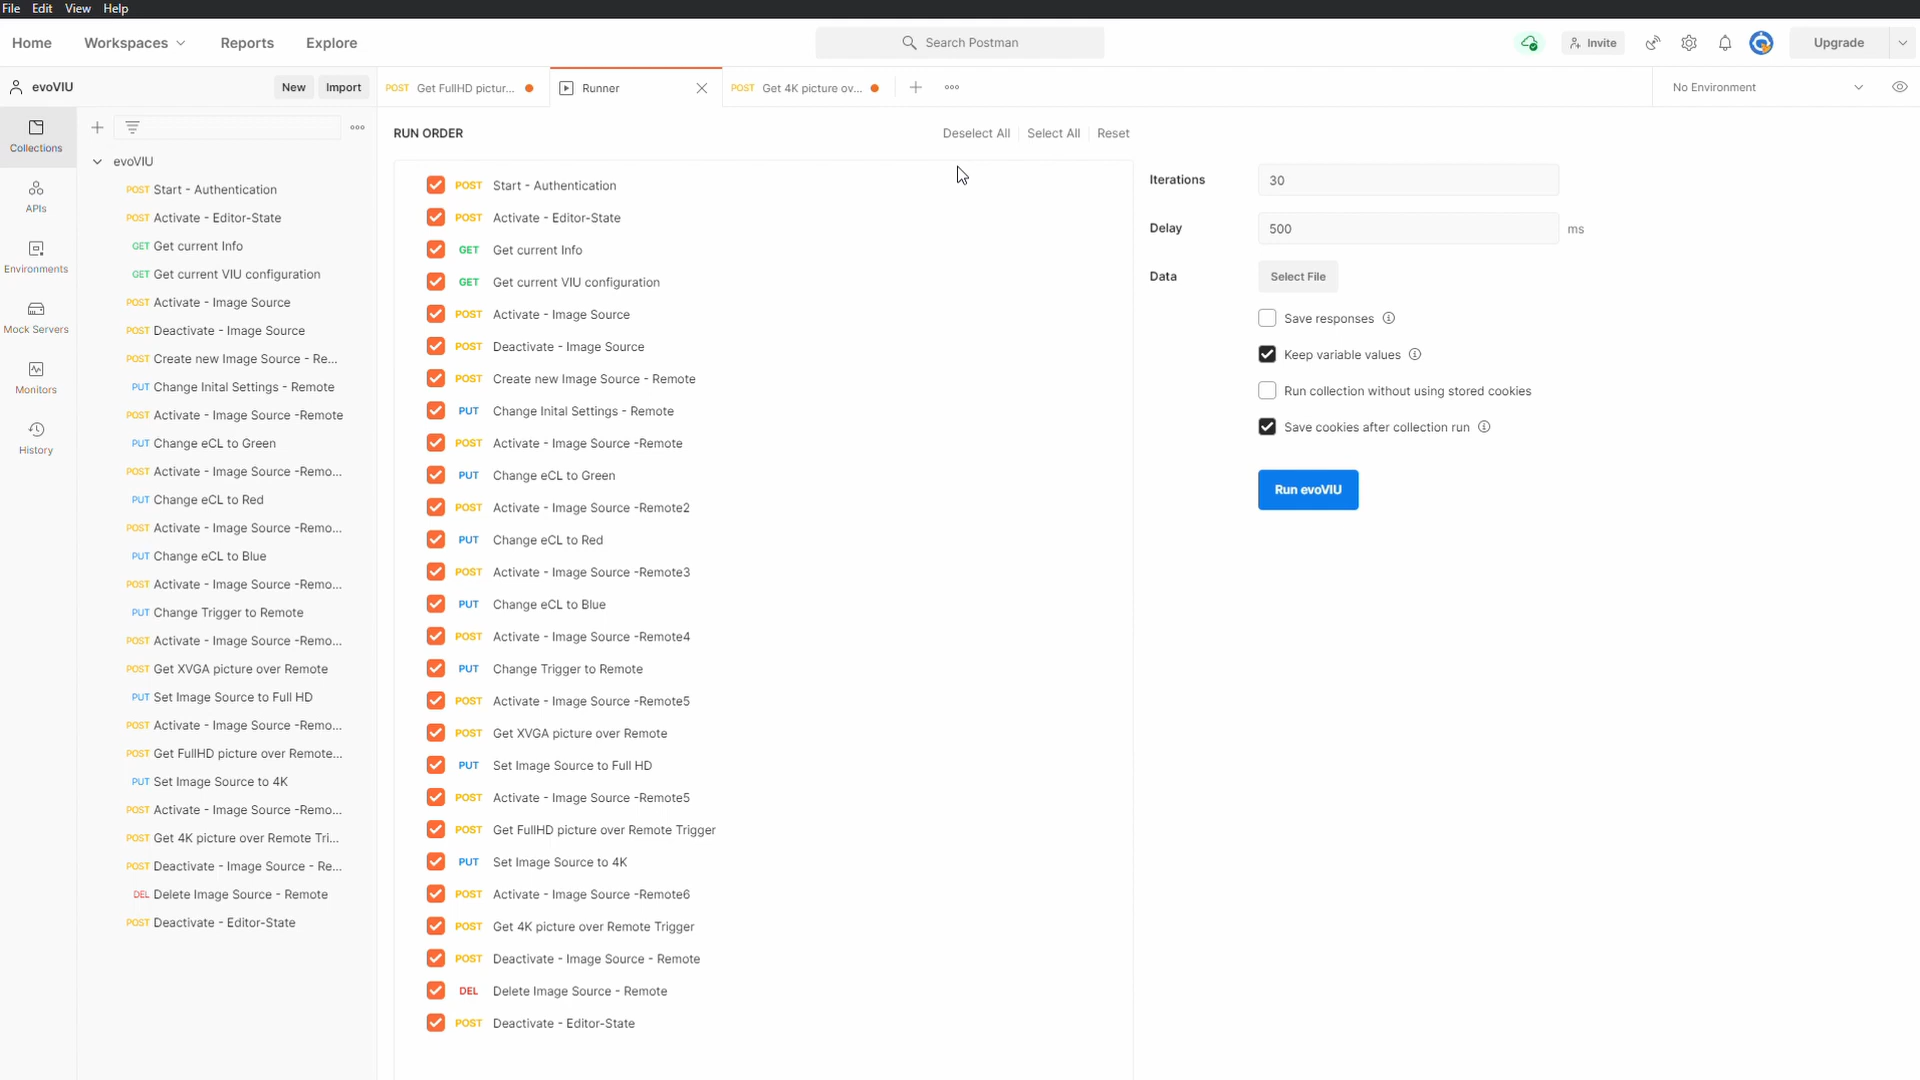 File Edit View Help
Home Workspaces Reports Explore Search Postman Invite Upgrade
evoVIU New Import POST Get FullHD pictur... Runner POST Get 4K picture ov... No Environment
Collections
APIs
Environments
Mock Servers
Monitors
History
evoVIU
POST Start - Authentication
POST Activate - Editor-State
GET Get current Info
GET Get current VIU configuration
POST Activate - Image Source
POST Deactivate - Image Source
POST Create new Image Source - Re...
PUT Change Inital Settings - Remote
POST Activate - Image Source -Remote
PUT Change eCL to Green
POST Activate - Image Source -Remo...
PUT Change eCL to Red
POST Activate - Image Source -Remo...
PUT Change eCL to Blue
POST Activate - Image Source -Remo...
PUT Change Trigger to Remote
POST Activate - Image Source -Remo...
POST Get XVGA picture over Remote
PUT Set Image Source to Full HD
POST Activate - Image Source -Remo...
POST Get FullHD picture over Remote...
PUT Set Image Source to 4K
POST Activate - Image Source -Remo...
POST Get 4K picture over Remote Tri...
POST Deactivate - Image Source - Re...
DEL Delete Image Source - Remote
POST Deactivate - Editor-State
RUN ORDER Deselect All Select All Reset
POST Start - Authentication
POST Activate - Editor-State
GET Get current Info
GET Get current VIU configuration
POST Activate - Image Source
POST Deactivate - Image Source
POST Create new Image Source - Remote
PUT Change Inital Settings - Remote
POST Activate - Image Source -Remote
PUT Change eCL to Green
POST Activate - Image Source -Remote2
PUT Change eCL to Red
POST Activate - Image Source -Remote3
PUT Change eCL to Blue
POST Activate - Image Source -Remote4
PUT Change Trigger to Remote
POST Activate - Image Source -Remote5
POST Get XVGA picture over Remote
PUT Set Image Source to Full HD
POST Activate - Image Source -Remote5
POST Get FullHD picture over Remote Trigger
PUT Set Image Source to 4K
POST Activate - Image Source -Remote6
POST Get 4K picture over Remote Trigger
POST Deactivate - Image Source - Remote
DEL Delete Image Source - Remote
POST Deactivate - Editor-State
Iterations 30
Delay 500 ms
Data Select File
Save responses
Keep variable values
Run collection without using stored cookies
Save cookies after collection run
Run evoVIU